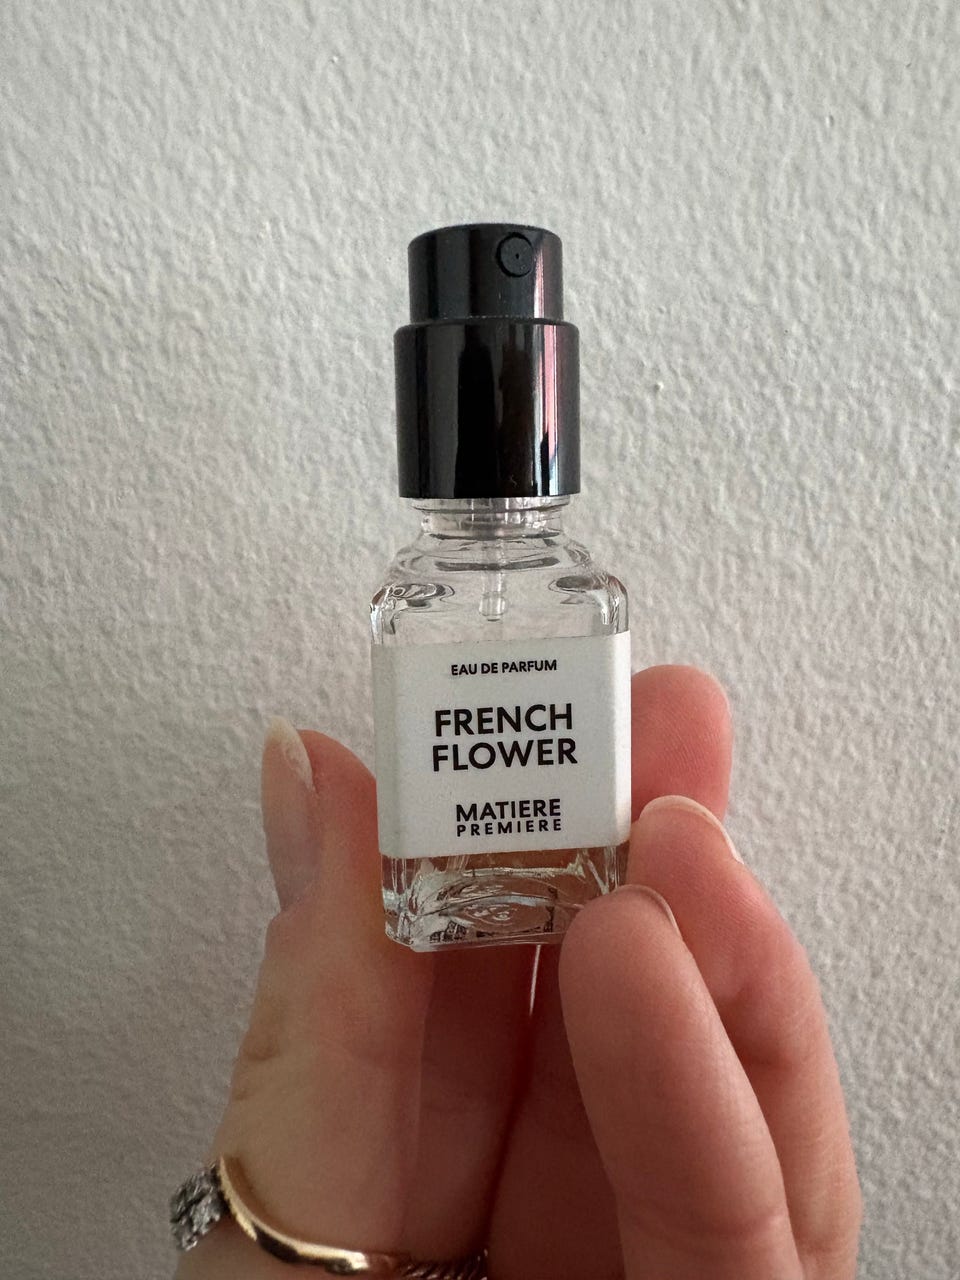 EAU DE PARFUM
FRENCH
FLOWER
MATIERE
PREMIERE